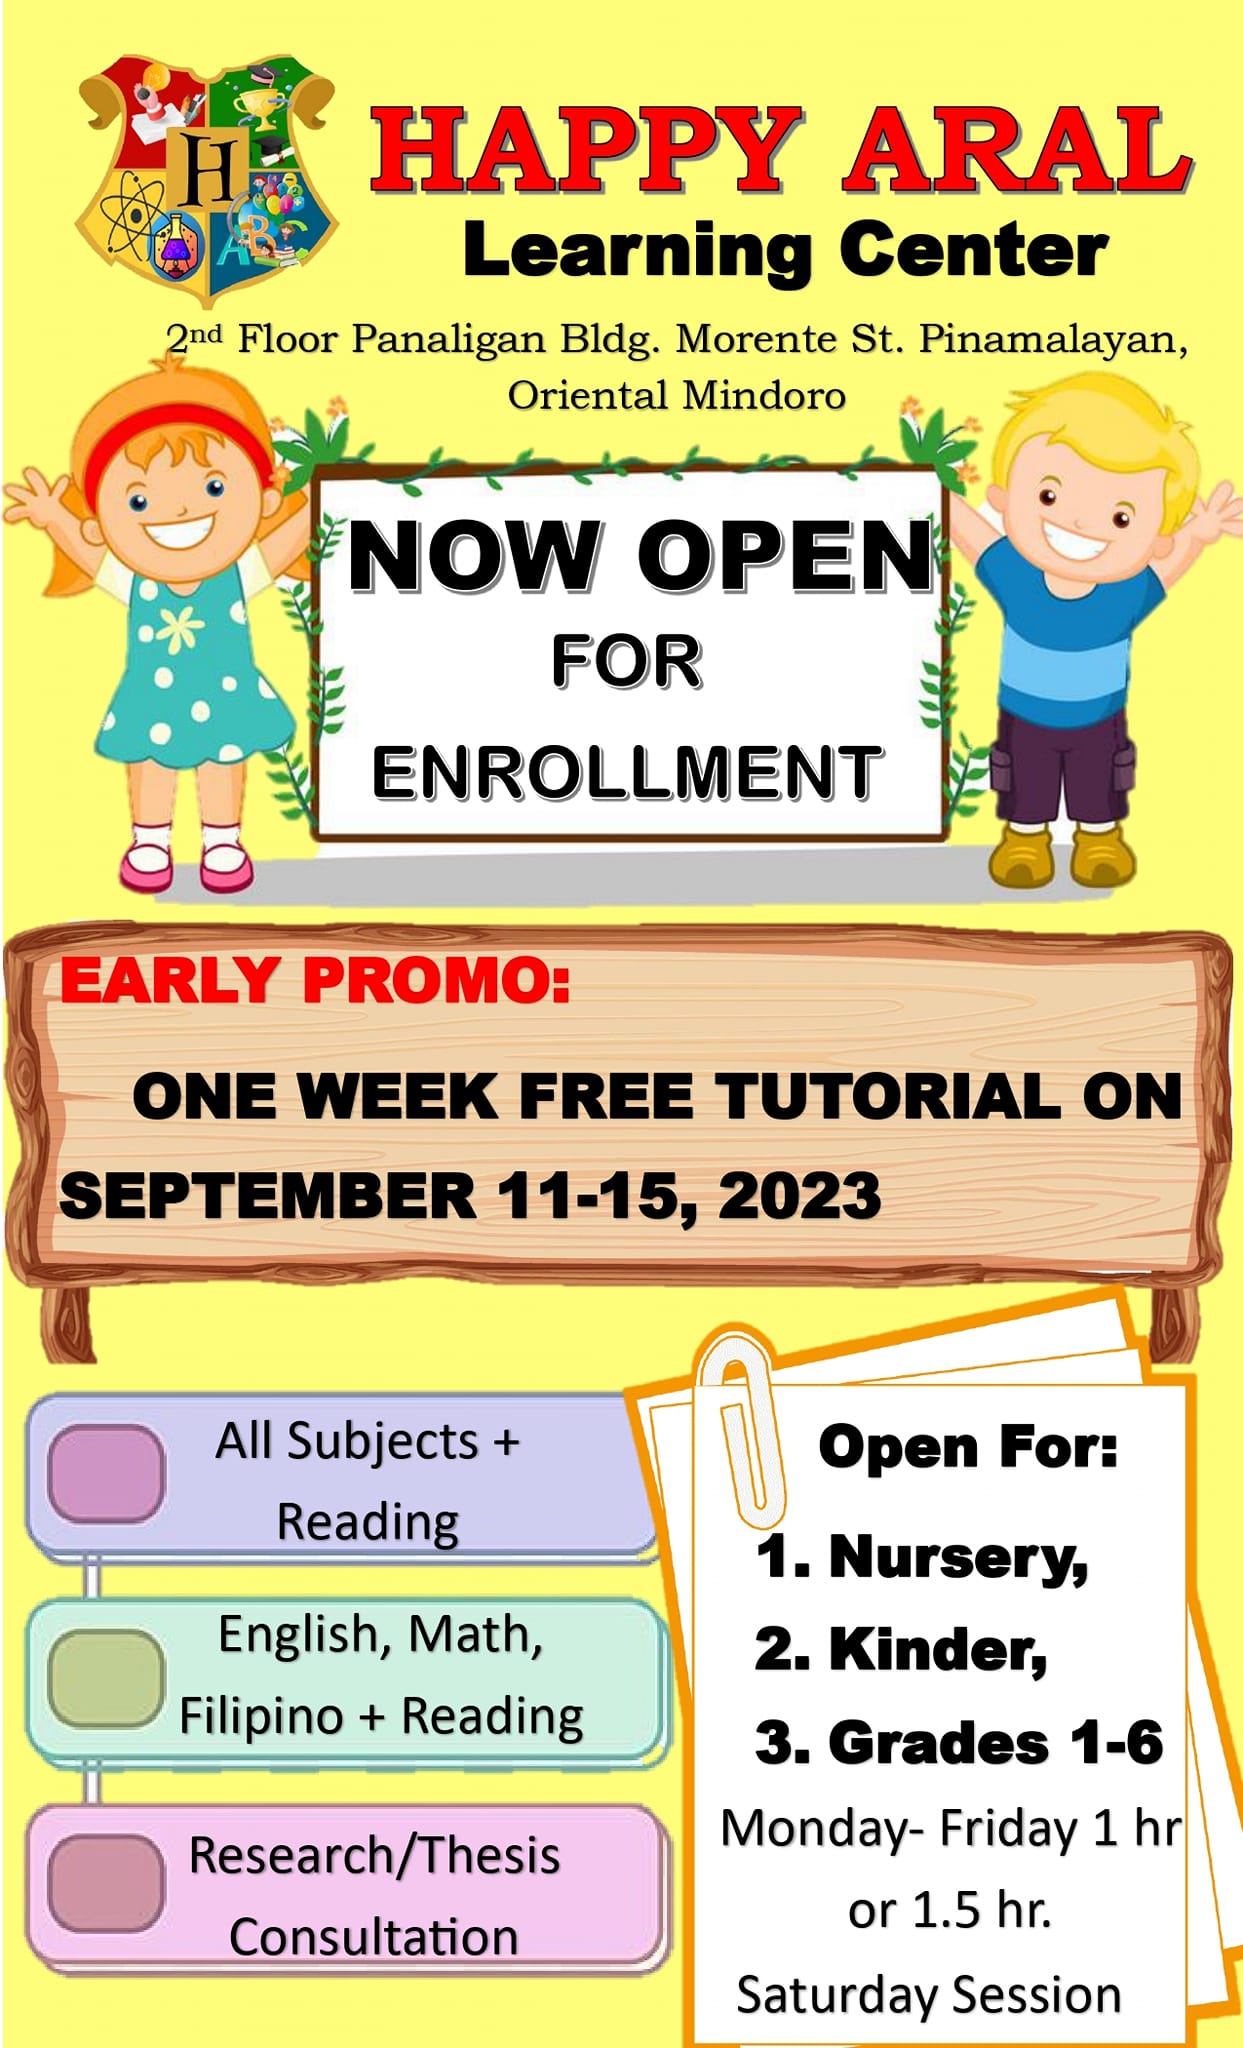 H
ABC
HAPPY ARAL
Learning Center
2nd Floor Panaligan Bldg. Morente St. Pinamalayan,
Oriental Mindoro
NOW OPEN
FOR
ENROLLMENT
EARLY PROMO:
ONE WEEK FREE TUTORIAL ON
SEPTEMBER 11-15, 2023
All Subjects +
Reading
English, Math,
Filipino + Reading
Research/Thesis
Consultation
Open For:
1. Nursery,
2. Kinder,
3. Grades 1-6
Monday- Friday 1 hr
or 1.5 hr.
Saturday Session